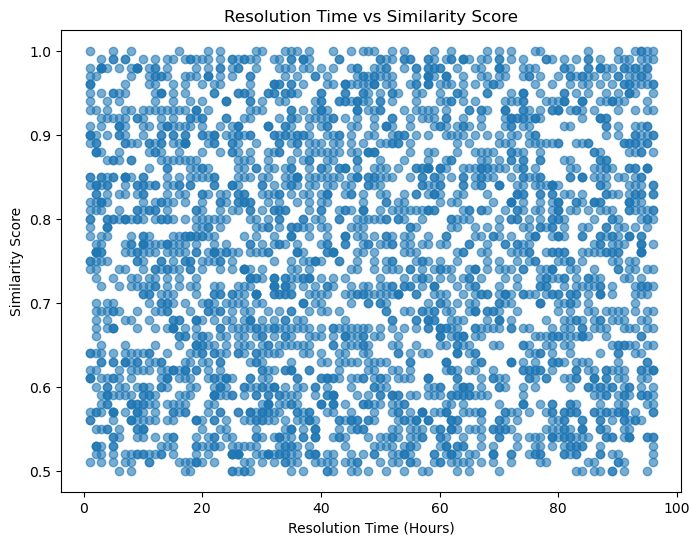 Resolution Time vs Similarity Score
1.0
0.9
0.8
0.7
0.6
0.5
Similarity Score
0 20 40 60 80 100
Resolution Time (Hours)